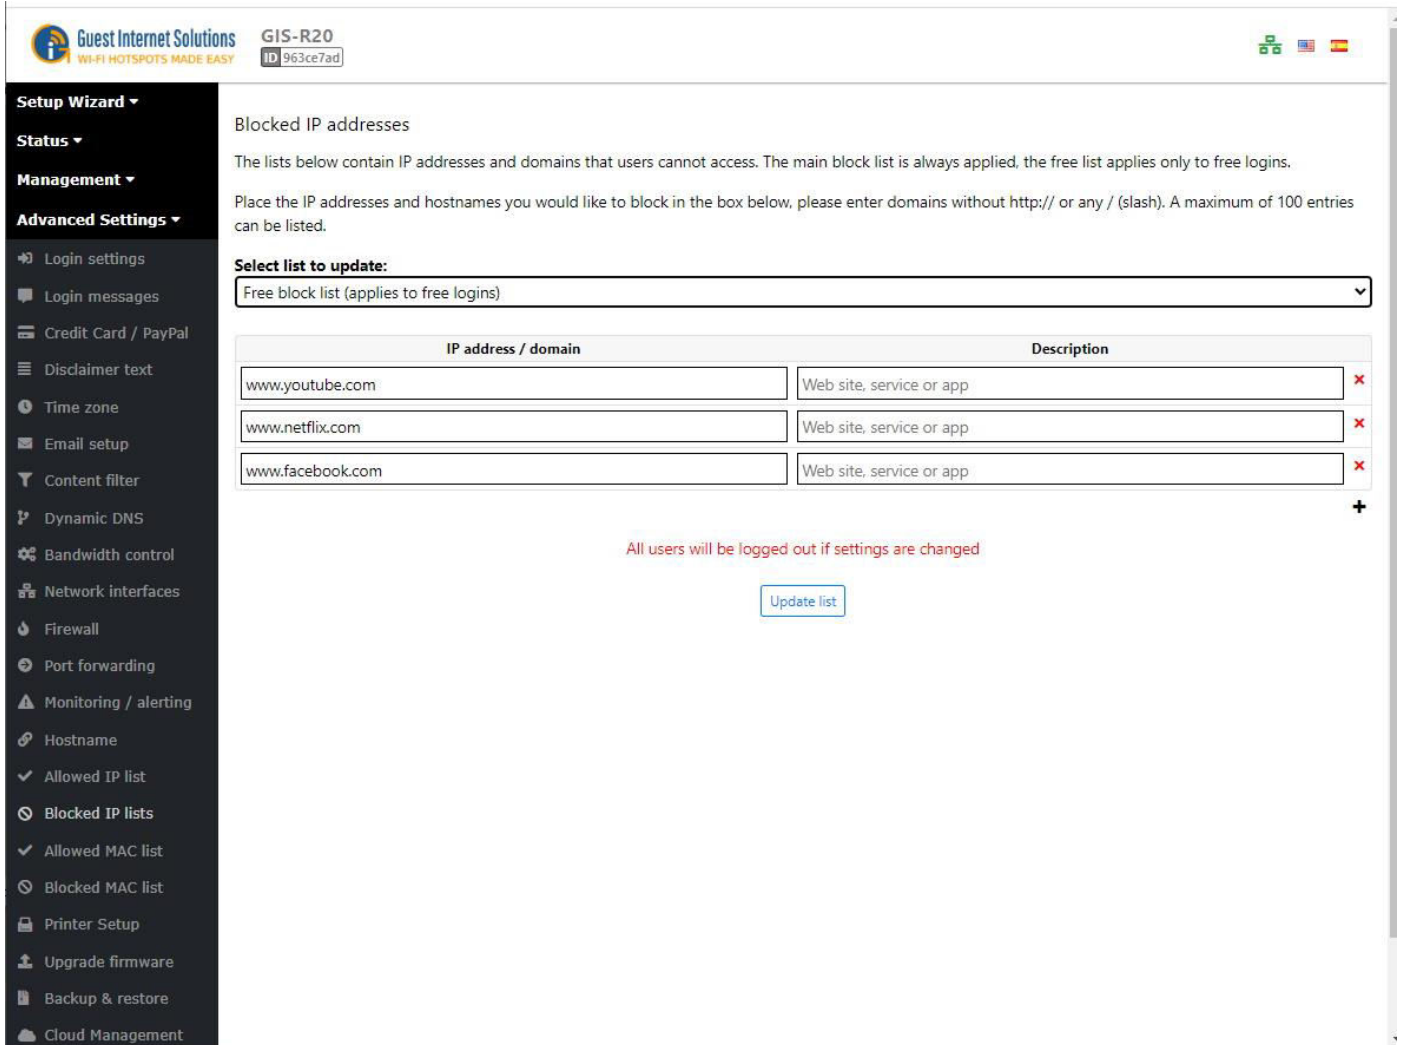 Guest Internet Solutions
WI-FI HOTSPOTS MADE EASY
GIS-R20
ID 963ce7ad
Setup Wizard
Status
Management
Advanced Settings
Login settings
Login messages
Credit Card / PayPal
Disclaimer text
Time zone
Email setup
Content filter
Dynamic DNS
Bandwidth control
Network interfaces
Firewall
Port forwarding
Monitoring / alerting
Hostname
Allowed IP list
Blocked IP lists
Allowed MAC list
Blocked MAC list
Printer Setup
Upgrade firmware
Backup & restore
Cloud Management
Blocked IP addresses
The lists below contain IP addresses and domains that users cannot access. The main block list is always applied, the free list applies only to free logins.
Place the IP addresses and hostnames you would like to block in the box below, please enter domains without http:// or any / (slash). A maximum of 100 entries
can be listed.
Select list to update:
Free block list (applies to free logins)
IP address / domain Description
www.youtube.com Web site, service or app
www.netflix.com Web site, service or app
www.facebook.com Web site, service or app
All users will be logged out if settings are changed
Update list